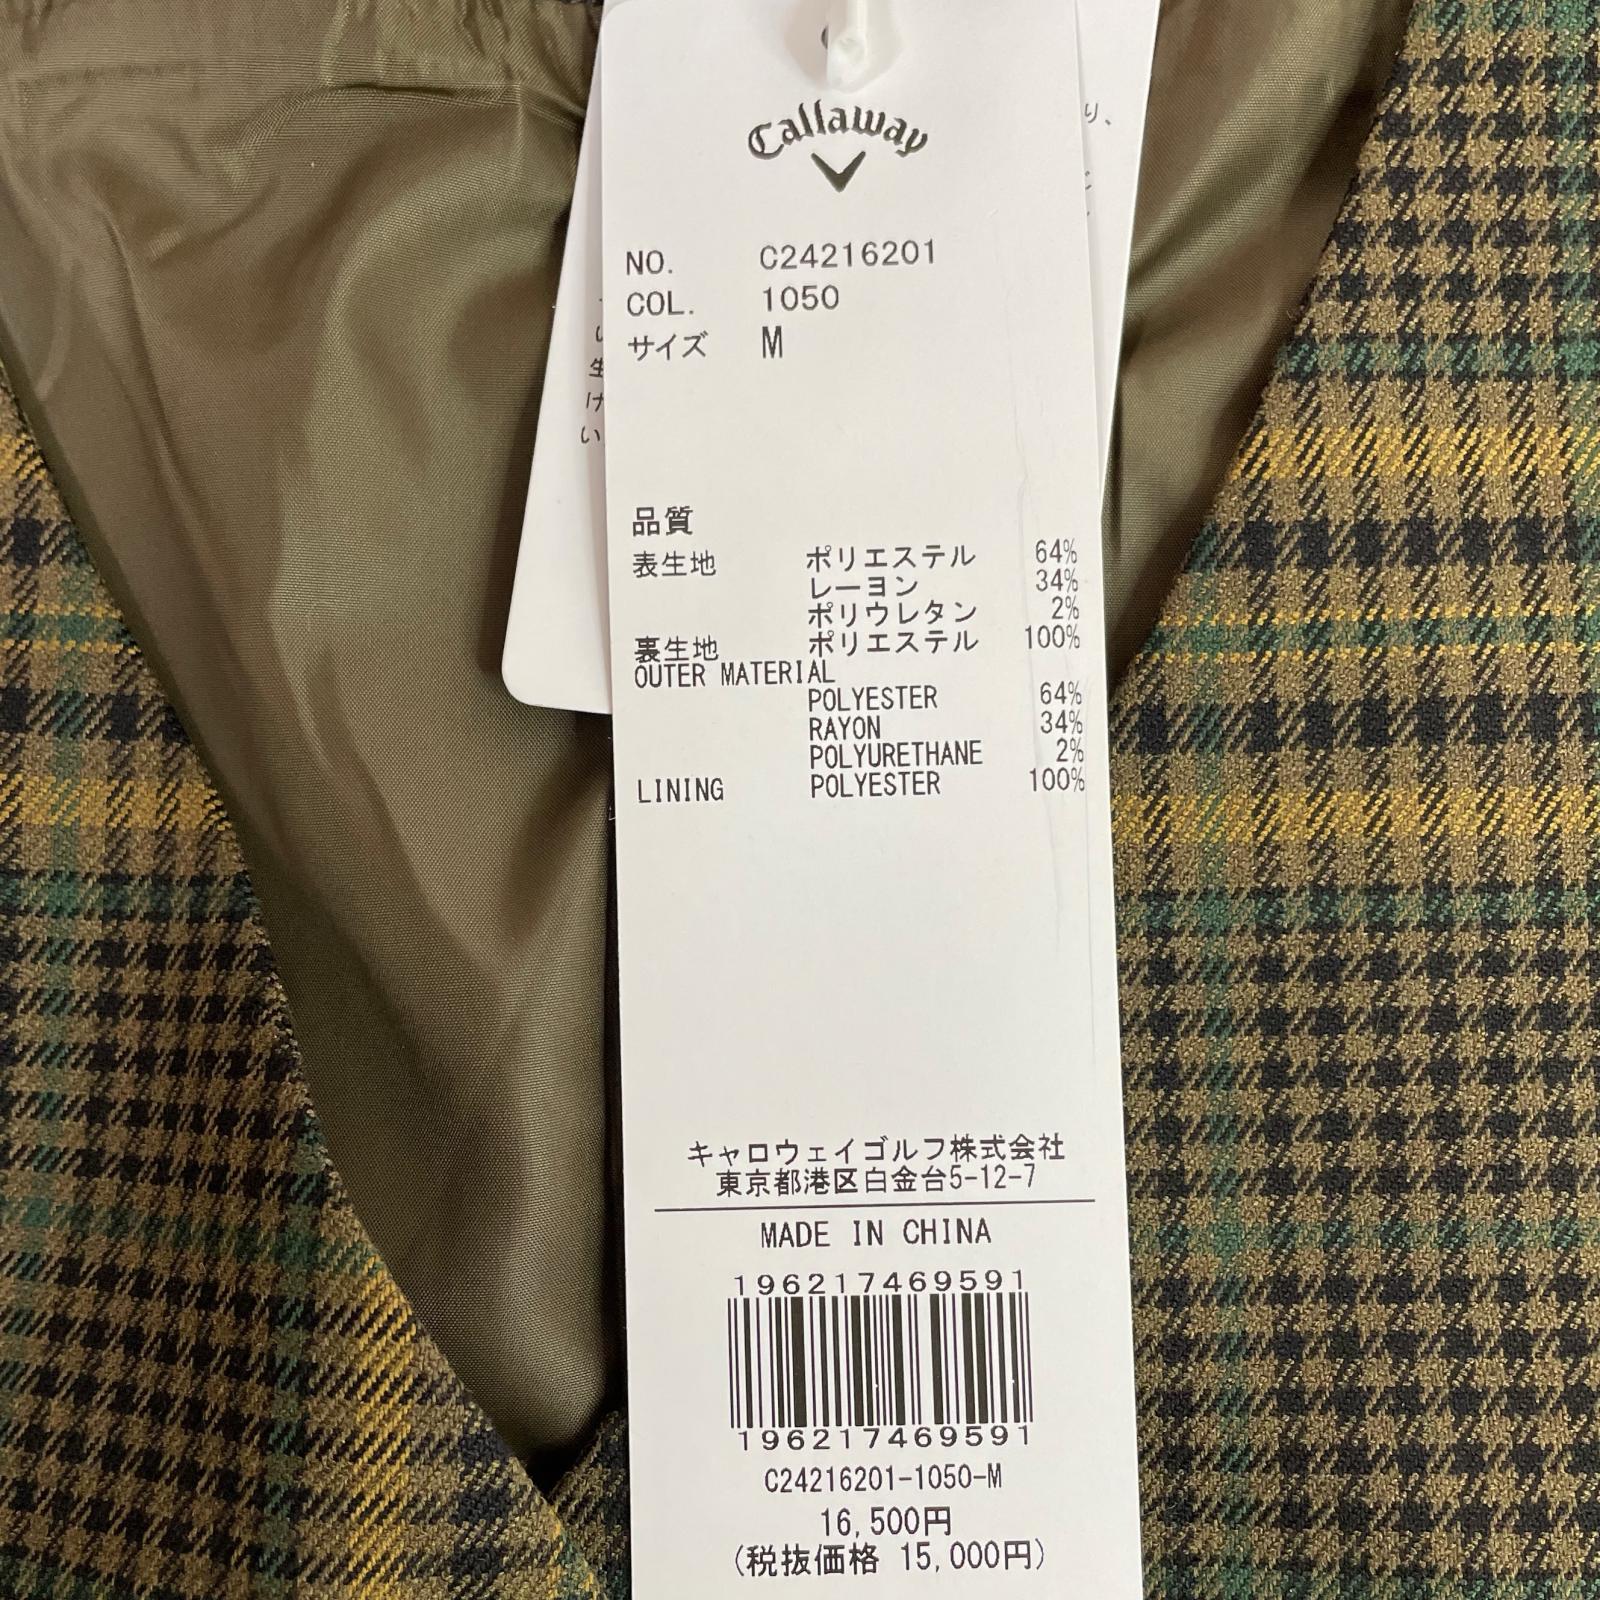 Callaway
NO. C24216201
COL. 1050
サイズ M
品質
表生地 ポリエステル 64%
レーヨン 34%
ポリウレタン 2%
裏生地 ポリエステル 100%
OUTER MATERIAL
POLYESTER 64%
RAYON 34%
POLYURETHANE 2%
LINING POLYESTER 100%
キャロウェイゴルフ株式会社
東京都港区白金台5-12-7
MADE IN CHINA
196217469591
196217469591
C24216201-1050-M
16,500円
(税抜価格 15,000円)